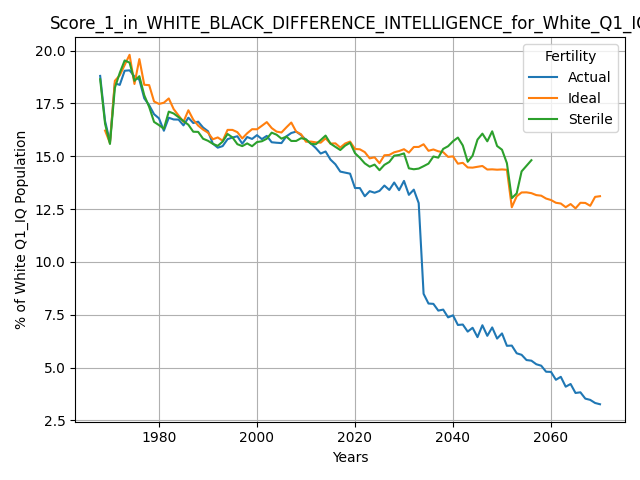 Score_1_in_WHITE_BLACK_DIFFERENCE_INTELLIGENCE_for_White_Q1_IQ
Fertility
Actual
Ideal
Sterile
% of White Q1_IQ Population
20.0
17.5
15.0
12.5
10.0
7.5
5.0
2.5
1980 2000 2020 2040 2060
Years